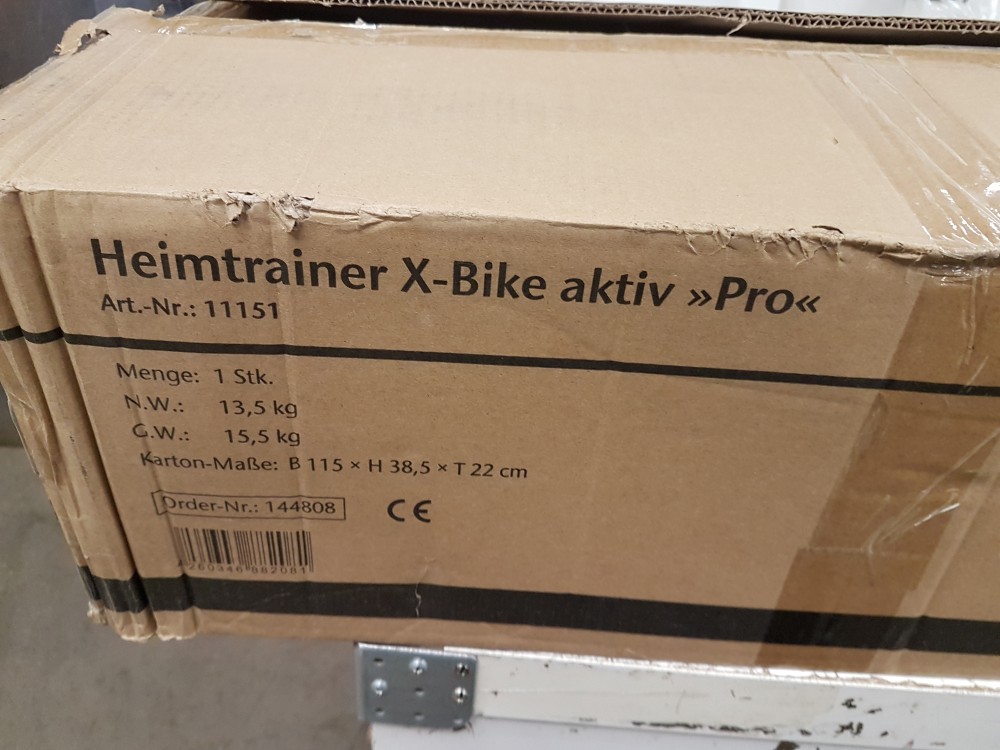 Heimtrainer X-Bike aktiv »Pro«
Art.-Nr.: 11151
Menge: 1 Stk.
N.W.: 13,5 kg
G.W.: 15,5 kg
Karton-Maße: B 115 × H 38,5 × T 22 cm
Order-Nr.: 144808
CE